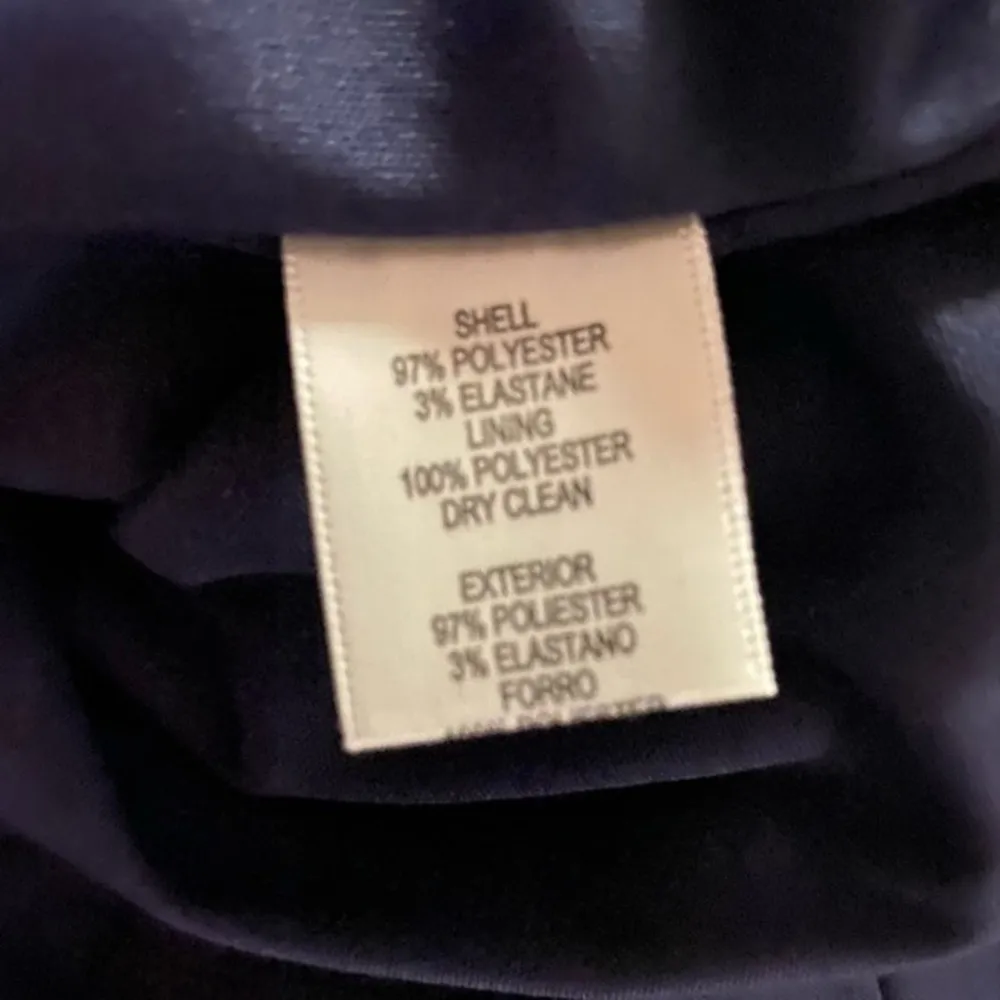 SHELL
97% POLYESTER
3% ELASTANE
LINING
100% POLYESTER
DRY CLEAN
EXTERIOR
97% POLIESTER
3% ELASTANO
FORRO